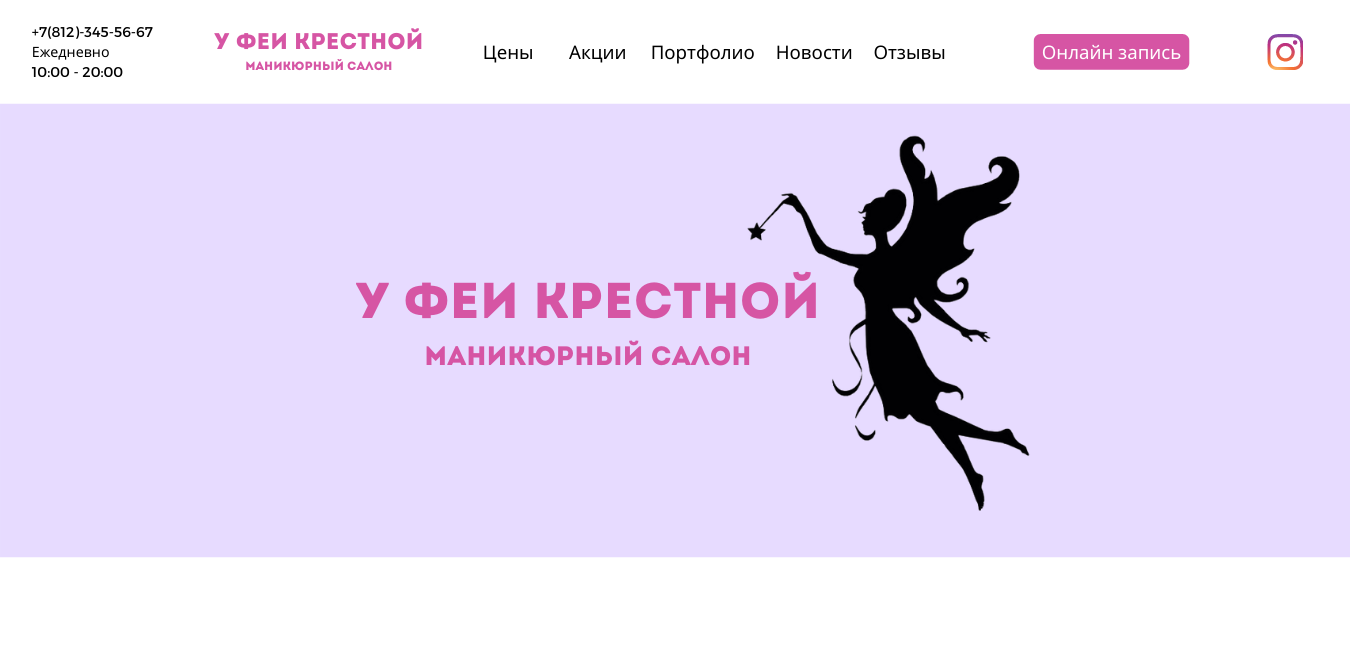 +7(812)-345-56-67
Ежедневно
10:00 - 20:00
У ФЕИ КРЕСТНОЙ
МАНИКЮРНЫЙ САЛОН
Цены Акции Портфолио Новости Отзывы
Онлайн запись
У ФЕИ КРЕСТНОЙ
МАНИКЮРНЫЙ САЛОН